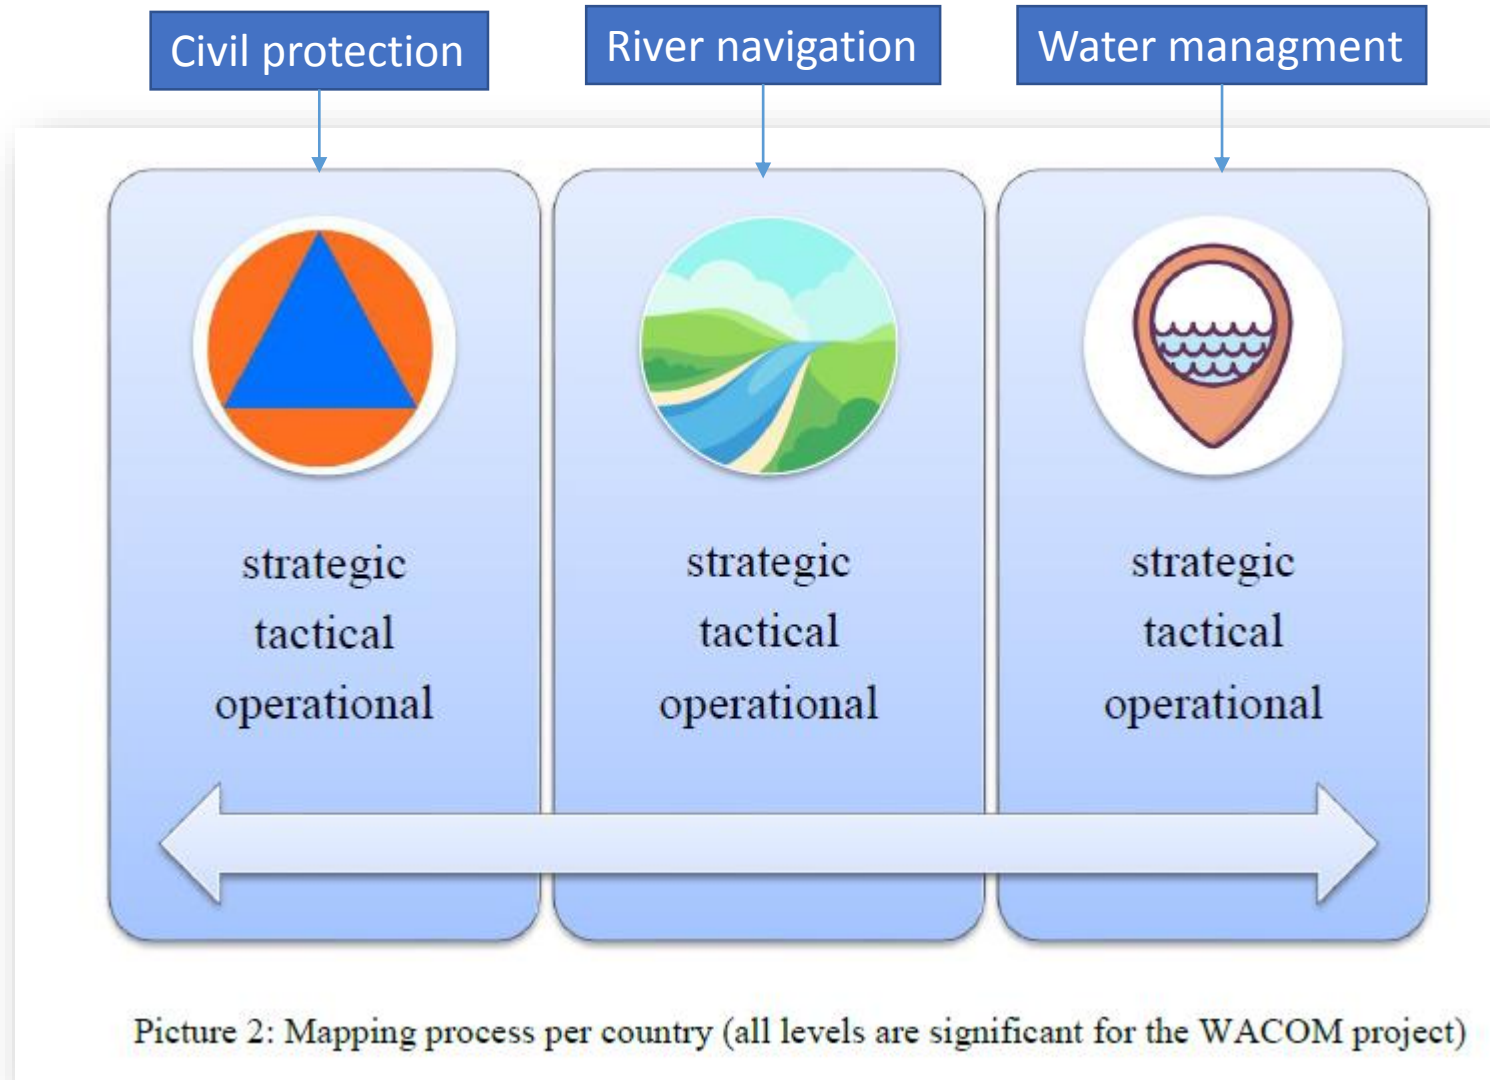 Civil protection
River navigation
Water managment
strategic
tactical
operational
strategic
tactical
operational
strategic
tactical
operational
Picture 2: Mapping process per country (all levels are significant for the WACOM project)